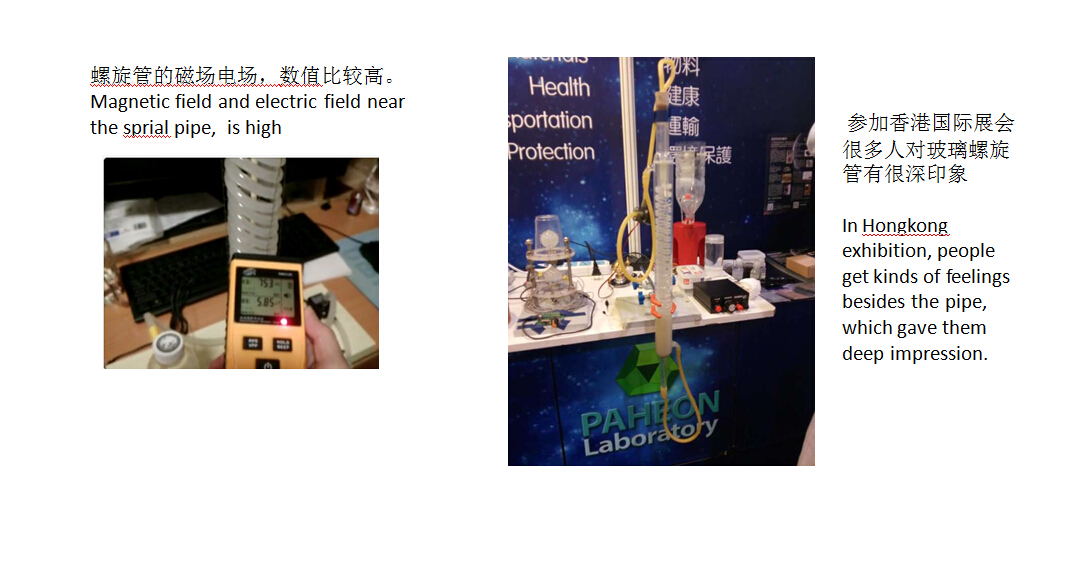 螺旋管的磁场电场，数值比较高。
Magnetic field and electric field near
the sprial pipe,  is high
物料
Health
健康
sportation
運輸
Protection
環境保護
PAHEON
Laboratory
参加香港国际展会
很多人对玻璃螺旋
管有很深印象
In Hongkong
exhibition, people
get kinds of feelings
besides the pipe,
which gave them
deep impression.